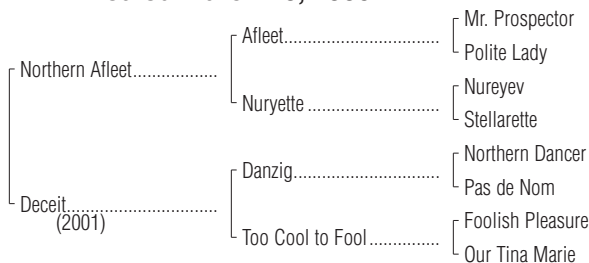 Afleet
Mr. Prospector
Polite Lady
Northern Afleet
Nuryette
Nureyev
Stellarette
Danzig
Northern Dancer
Pas de Nom
Deceit
(2001)
Too Cool to Fool
Foolish Pleasure
Our Tina Marie